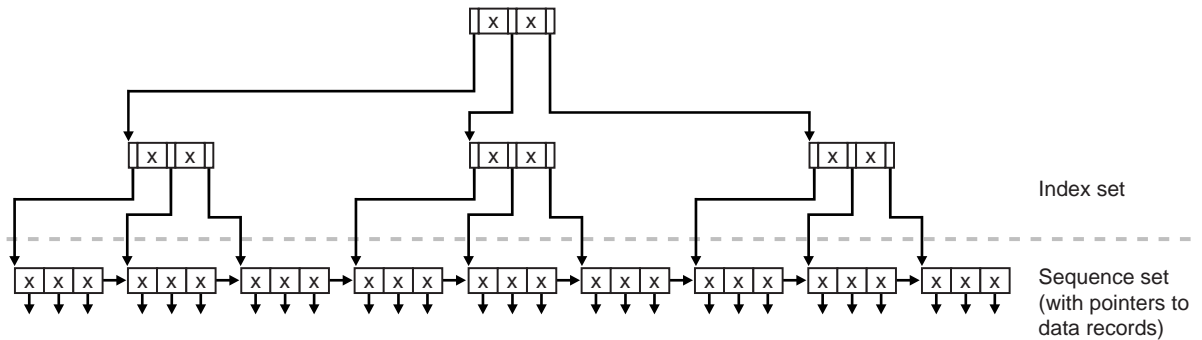 x x
x x x x x x
Index set
x x x x x x x x x x x x x x x x x x x x x x x x x x x
Sequence set
(with pointers to
data records)